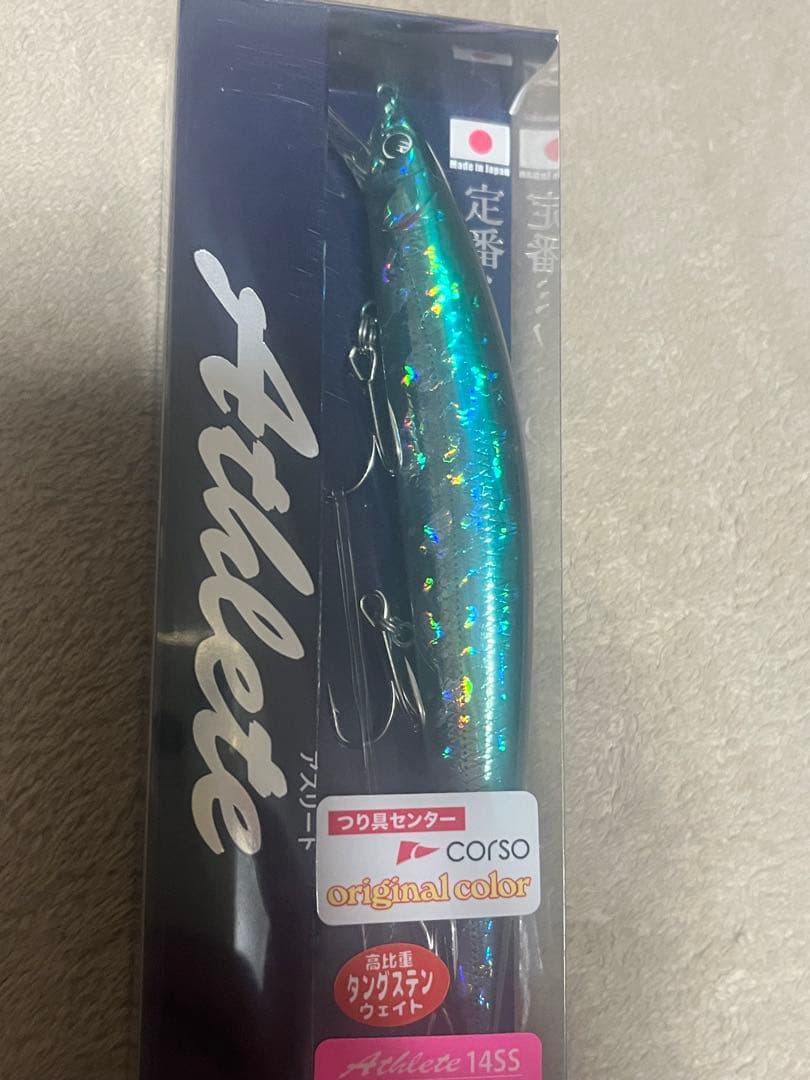 Made in Japan
定番
Athlete
アスリート
つり具センター
corso
original color
高比重
タングステン
ウェイト
Athlete 14SS